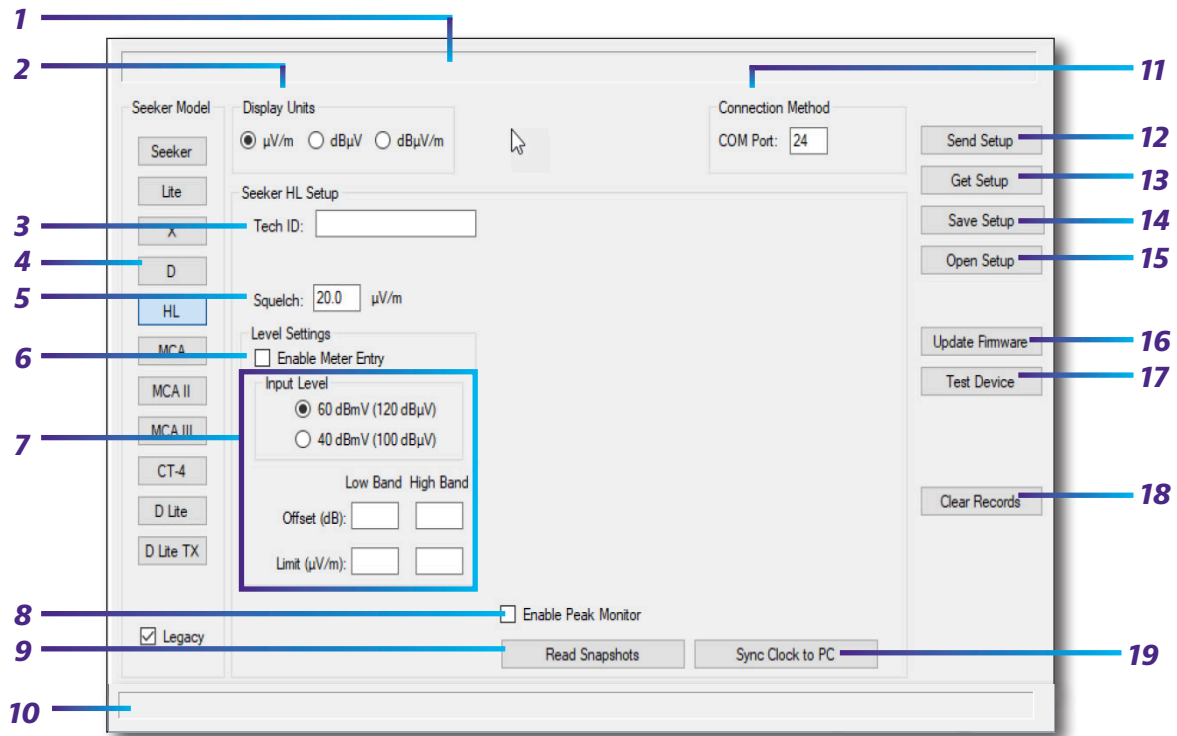 1
2
11
Seeker Model
Display Units
Connection Method
µV/m dBµV dBµV/m
COM Port: 24
Send Setup
12
Seeker
Get Setup
13
Lite
Seeker HL Setup
3
Tech ID:
Save Setup
14
X
4
D
Open Setup
15
5
Squelch: 20.0 µV/m
HL
Level Settings
Update Firmware
16
6
MCA
Enable Meter Entry
Input Level
Test Device
17
MCA II
60 dBmV (120 dBµV)
7
MCA III
40 dBmV (100 dBµV)
CT-4
Low Band High Band
Clear Records
18
D Lite
Offset (dB):
D Lite TX
Limit (µV/m):
8
Enable Peak Monitor
Legacy
9
Read Snapshots
Sync Clock to PC
19
10